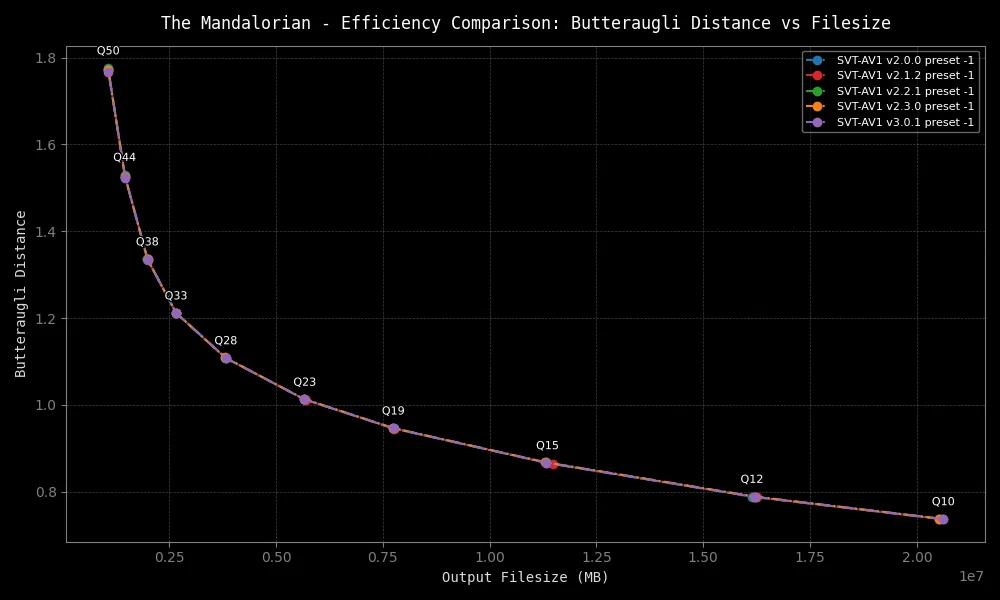 The Mandalorian - Efficiency Comparison: Butteraugli Distance vs Filesize
SVT-AV1 v2.0.0 preset -1
SVT-AV1 v2.1.2 preset -1
SVT-AV1 v2.2.1 preset -1
SVT-AV1 v2.3.0 preset -1
SVT-AV1 v3.0.1 preset -1
Butteraugli Distance
1.8
1.6
1.4
1.2
1.0
0.8
Q50
Q44
Q38
Q33
Q28
Q23
Q19
Q15
Q12
Q10
0.25
0.50
0.75
1.00
1.25
1.50
1.75
2.00
1e7
Output Filesize (MB)